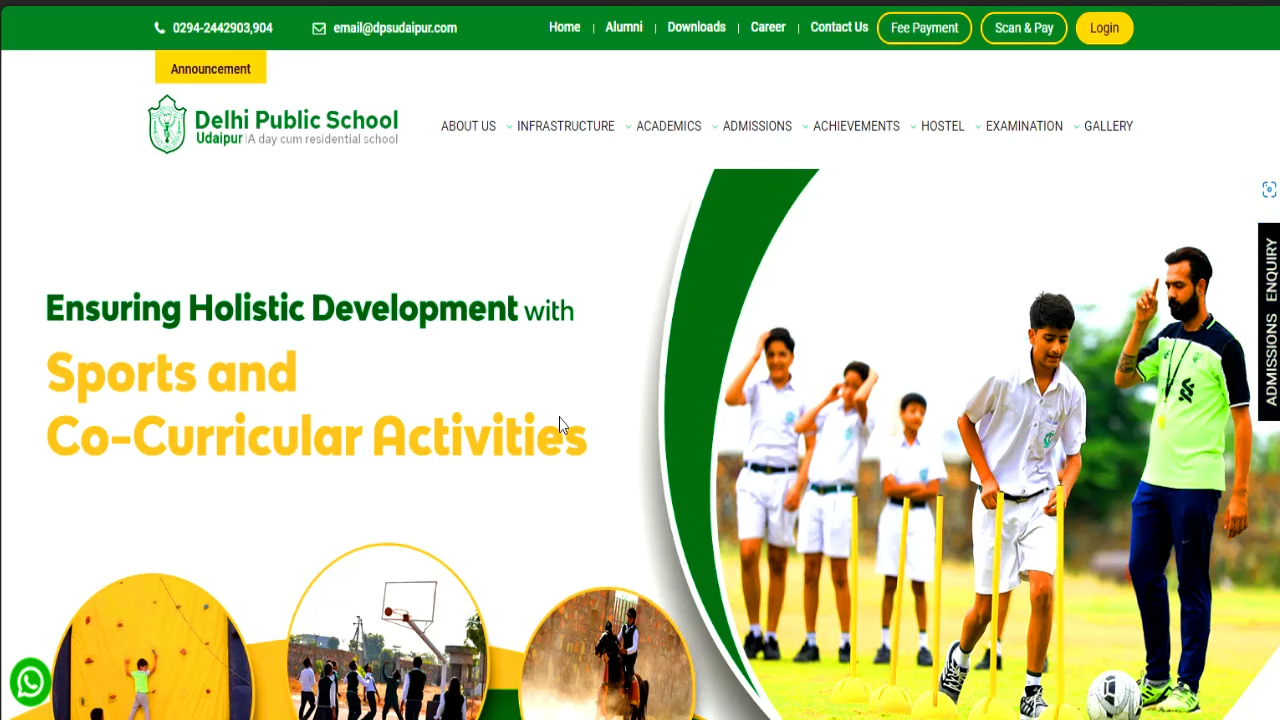 0294-2442903,904 email@dpsudaipur.com Home | Alumni | Downloads | Career | Contact Us Fee Payment Scan & Pay Login
Announcement
Delhi Public School
Udaipur|A day cum residential school
ABOUT US INFRASTRUCTURE ACADEMICS ADMISSIONS ACHIEVEMENTS HOSTEL EXAMINATION GALLERY
ADMISSIONS ENQUIRY
Ensuring Holistic Development with
Sports and
Co-Curricular Activities